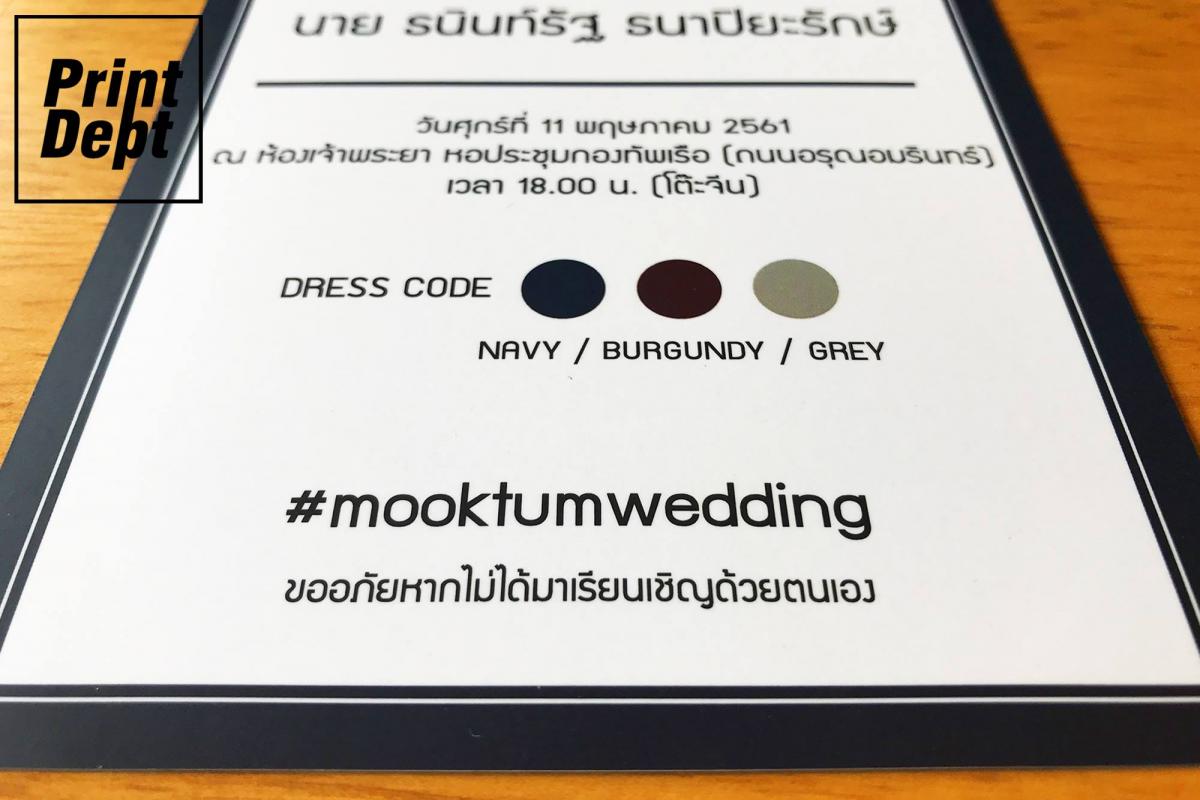 Print
Dept
นาย ธนินท์รัฐ ธนาปิยะรักษ์
วันศุกร์ที่ 11 พฤษภาคม 2561
ณ ห้องเจ้าพระยา หอประชุมกองทัพเรือ (ถนนอรุณอมรินทร์)
เวลา 18.00 น. (โต๊ะจีน)
DRESS CODE
NAVY / BURGUNDY / GREY
#mooktumwedding
ขออภัยหากไม่ได้มาเรียนเชิญด้วยตนเอง